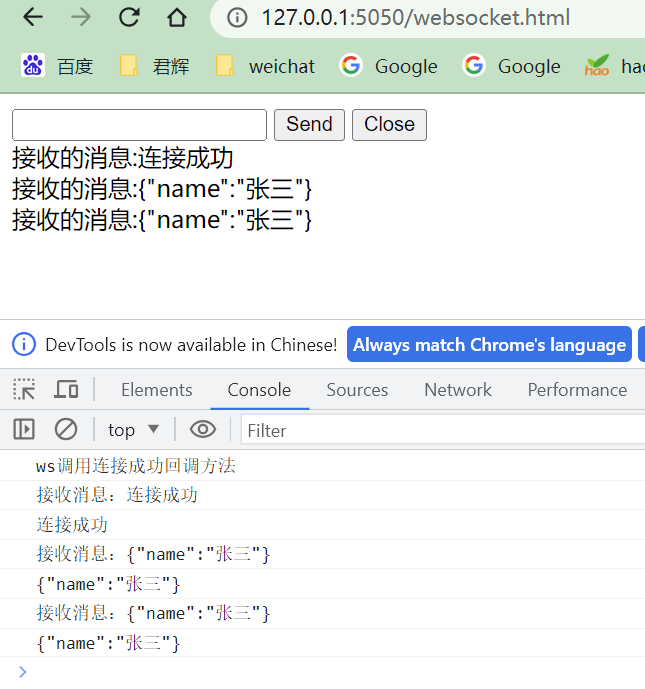 127.0.0.1:5050/websocket.html
du 百度 君辉 weichat Google Google hao
Send Close
接收的消息:连接成功
接收的消息:{"name":"张三"}
接收的消息:{"name":"张三"}
DevTools is now available in Chinese! Always match Chrome's language
Elements Console Sources Network Performance
top Filter
ws调用连接成功回调方法
接收消息：连接成功
连接成功
接收消息：{"name":"张三"}
{"name":"张三"}
接收消息：{"name":"张三"}
{"name":"张三"}